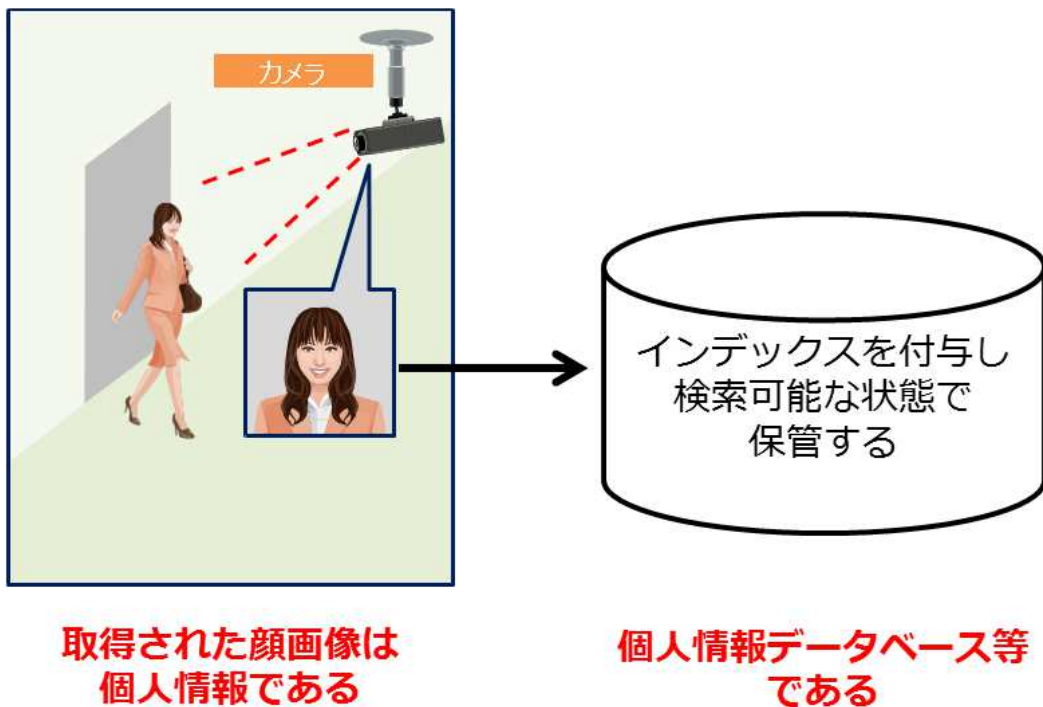 カメラ
インデックスを付与し
検索可能な状態で
保管する
取得された顔画像は
個人情報である
個人情報データベース等
である